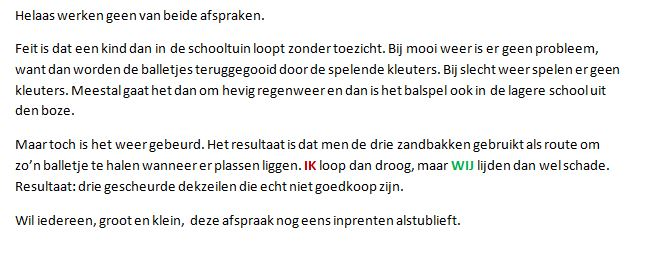 Helaas werken geen van beide afspraken.
Feit is dat een kind dan in de schooltuin loopt zonder toezicht. Bij mooi weer is er geen probleem,
want dan worden de balletjes teruggegooid door de spelende kleuters. Bij slecht weer spelen er geen
kleuters. Meestal gaat het dan om hevig regenweer en dan is het balspel ook in de lagere school uit
den boze.
Maar toch is het weer gebeurd. Het resultaat is dat men de drie zandbakken gebruikt als route om
zo’n balletje te halen wanneer er plassen liggen. IK loop dan droog, maar WIJ lijden dan wel schade.
Resultaat: drie gescheurde dekzeilen die echt niet goedkoop zijn.
Wil iedereen, groot en klein, deze afspraak nog eens inprenten alstublieft.